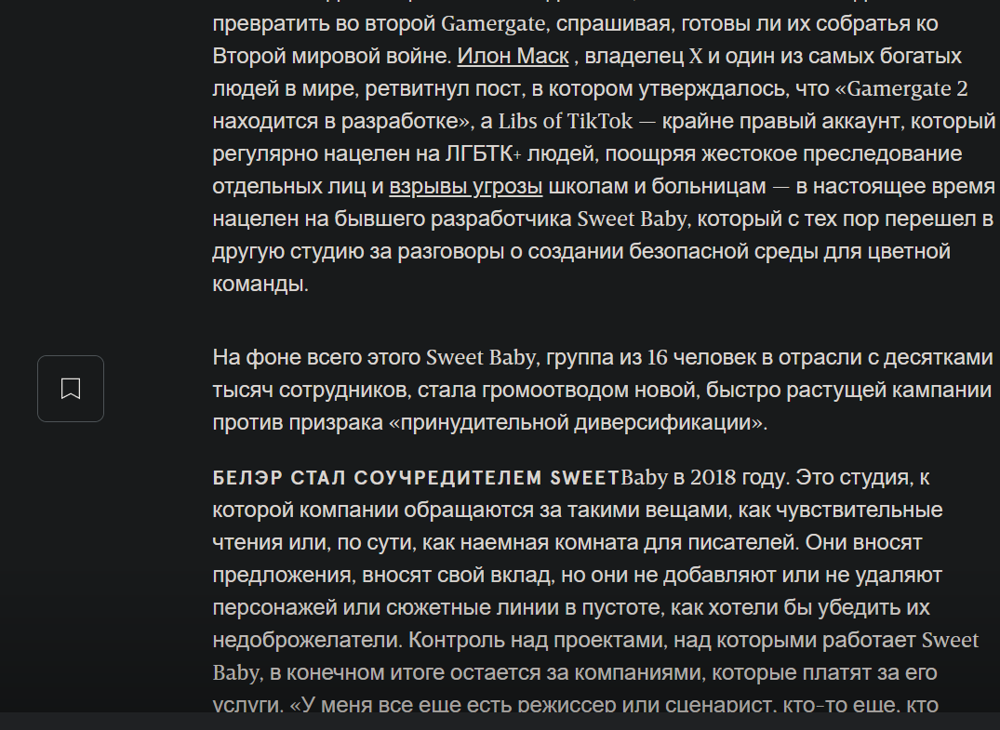 превратить во второй Gamergate, спрашивая, готовы ли их собратья ко
Второй мировой войне. Илон Маск , владелец X и один из самых богатых
людей в мире, ретвитнул пост, в котором утверждалось, что «Gamergate 2
находится в разработке», а Libs of TikTok — крайне правый аккаунт, который
регулярно нацелен на ЛГБТК+ людей, поощряя жестокое преследование
отдельных лиц и взрывы угрозы школам и больницам — в настоящее время
нацелен на бывшего разработчика Sweet Baby, который с тех пор перешел в
другую студию за разговоры о создании безопасной среды для цветной
команды.
На фоне всего этого Sweet Baby, группа из 16 человек в отрасли с десятками
тысяч сотрудников, стала громоотводом новой, быстро растущей кампании
против призрака «принудительной диверсификации».
БЕЛЭР СТАЛ СОУЧРЕДИТЕЛЕМ SWEETBaby в 2018 году. Это студия, к
которой компании обращаются за такими вещами, как чувствительные
чтения или, по сути, как наемная комната для писателей. Они вносят
предложения, вносят свой вклад, но они не добавляют или не удаляют
персонажей или сюжетные линии в пустоте, как хотели бы убедить их
недоброжелатели. Контроль над проектами, над которыми работает Sweet
Baby, в конечном итоге остается за компаниями, которые платят за его
услуги. «У меня все еще есть режиссер или сценарист, кто-то еще, кто